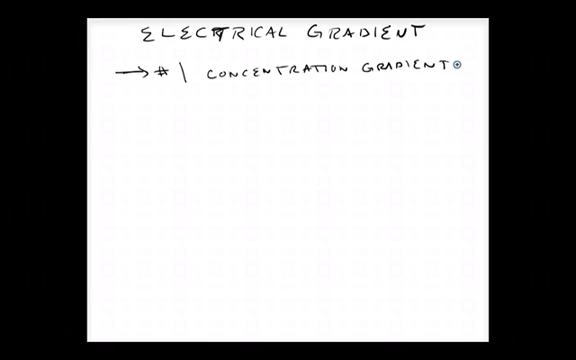 ELECTRICAL GRADIENT
→ # 1 CONCENTRATION GRADIENT